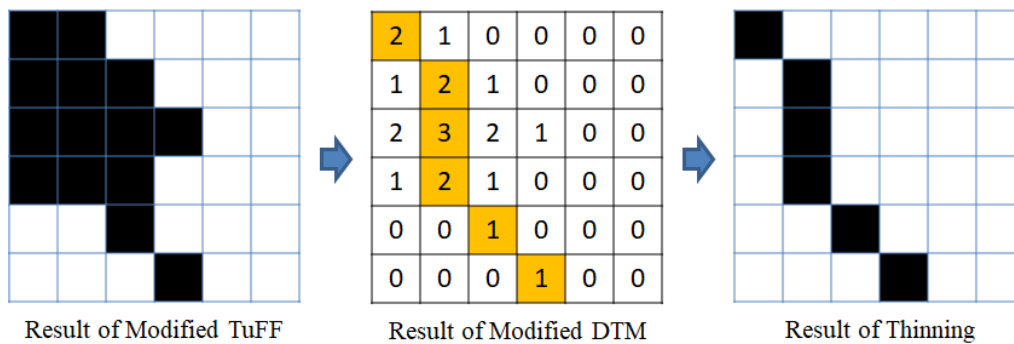 2 1 0 0 0 0
1 2 1 0 0 0
2 3 2 1 0 0
1 2 1 0 0 0
0 0 1 0 0 0
0 0 0 1 0 0
Result of Modified TuFF Result of Modified DTM Result of Thinning